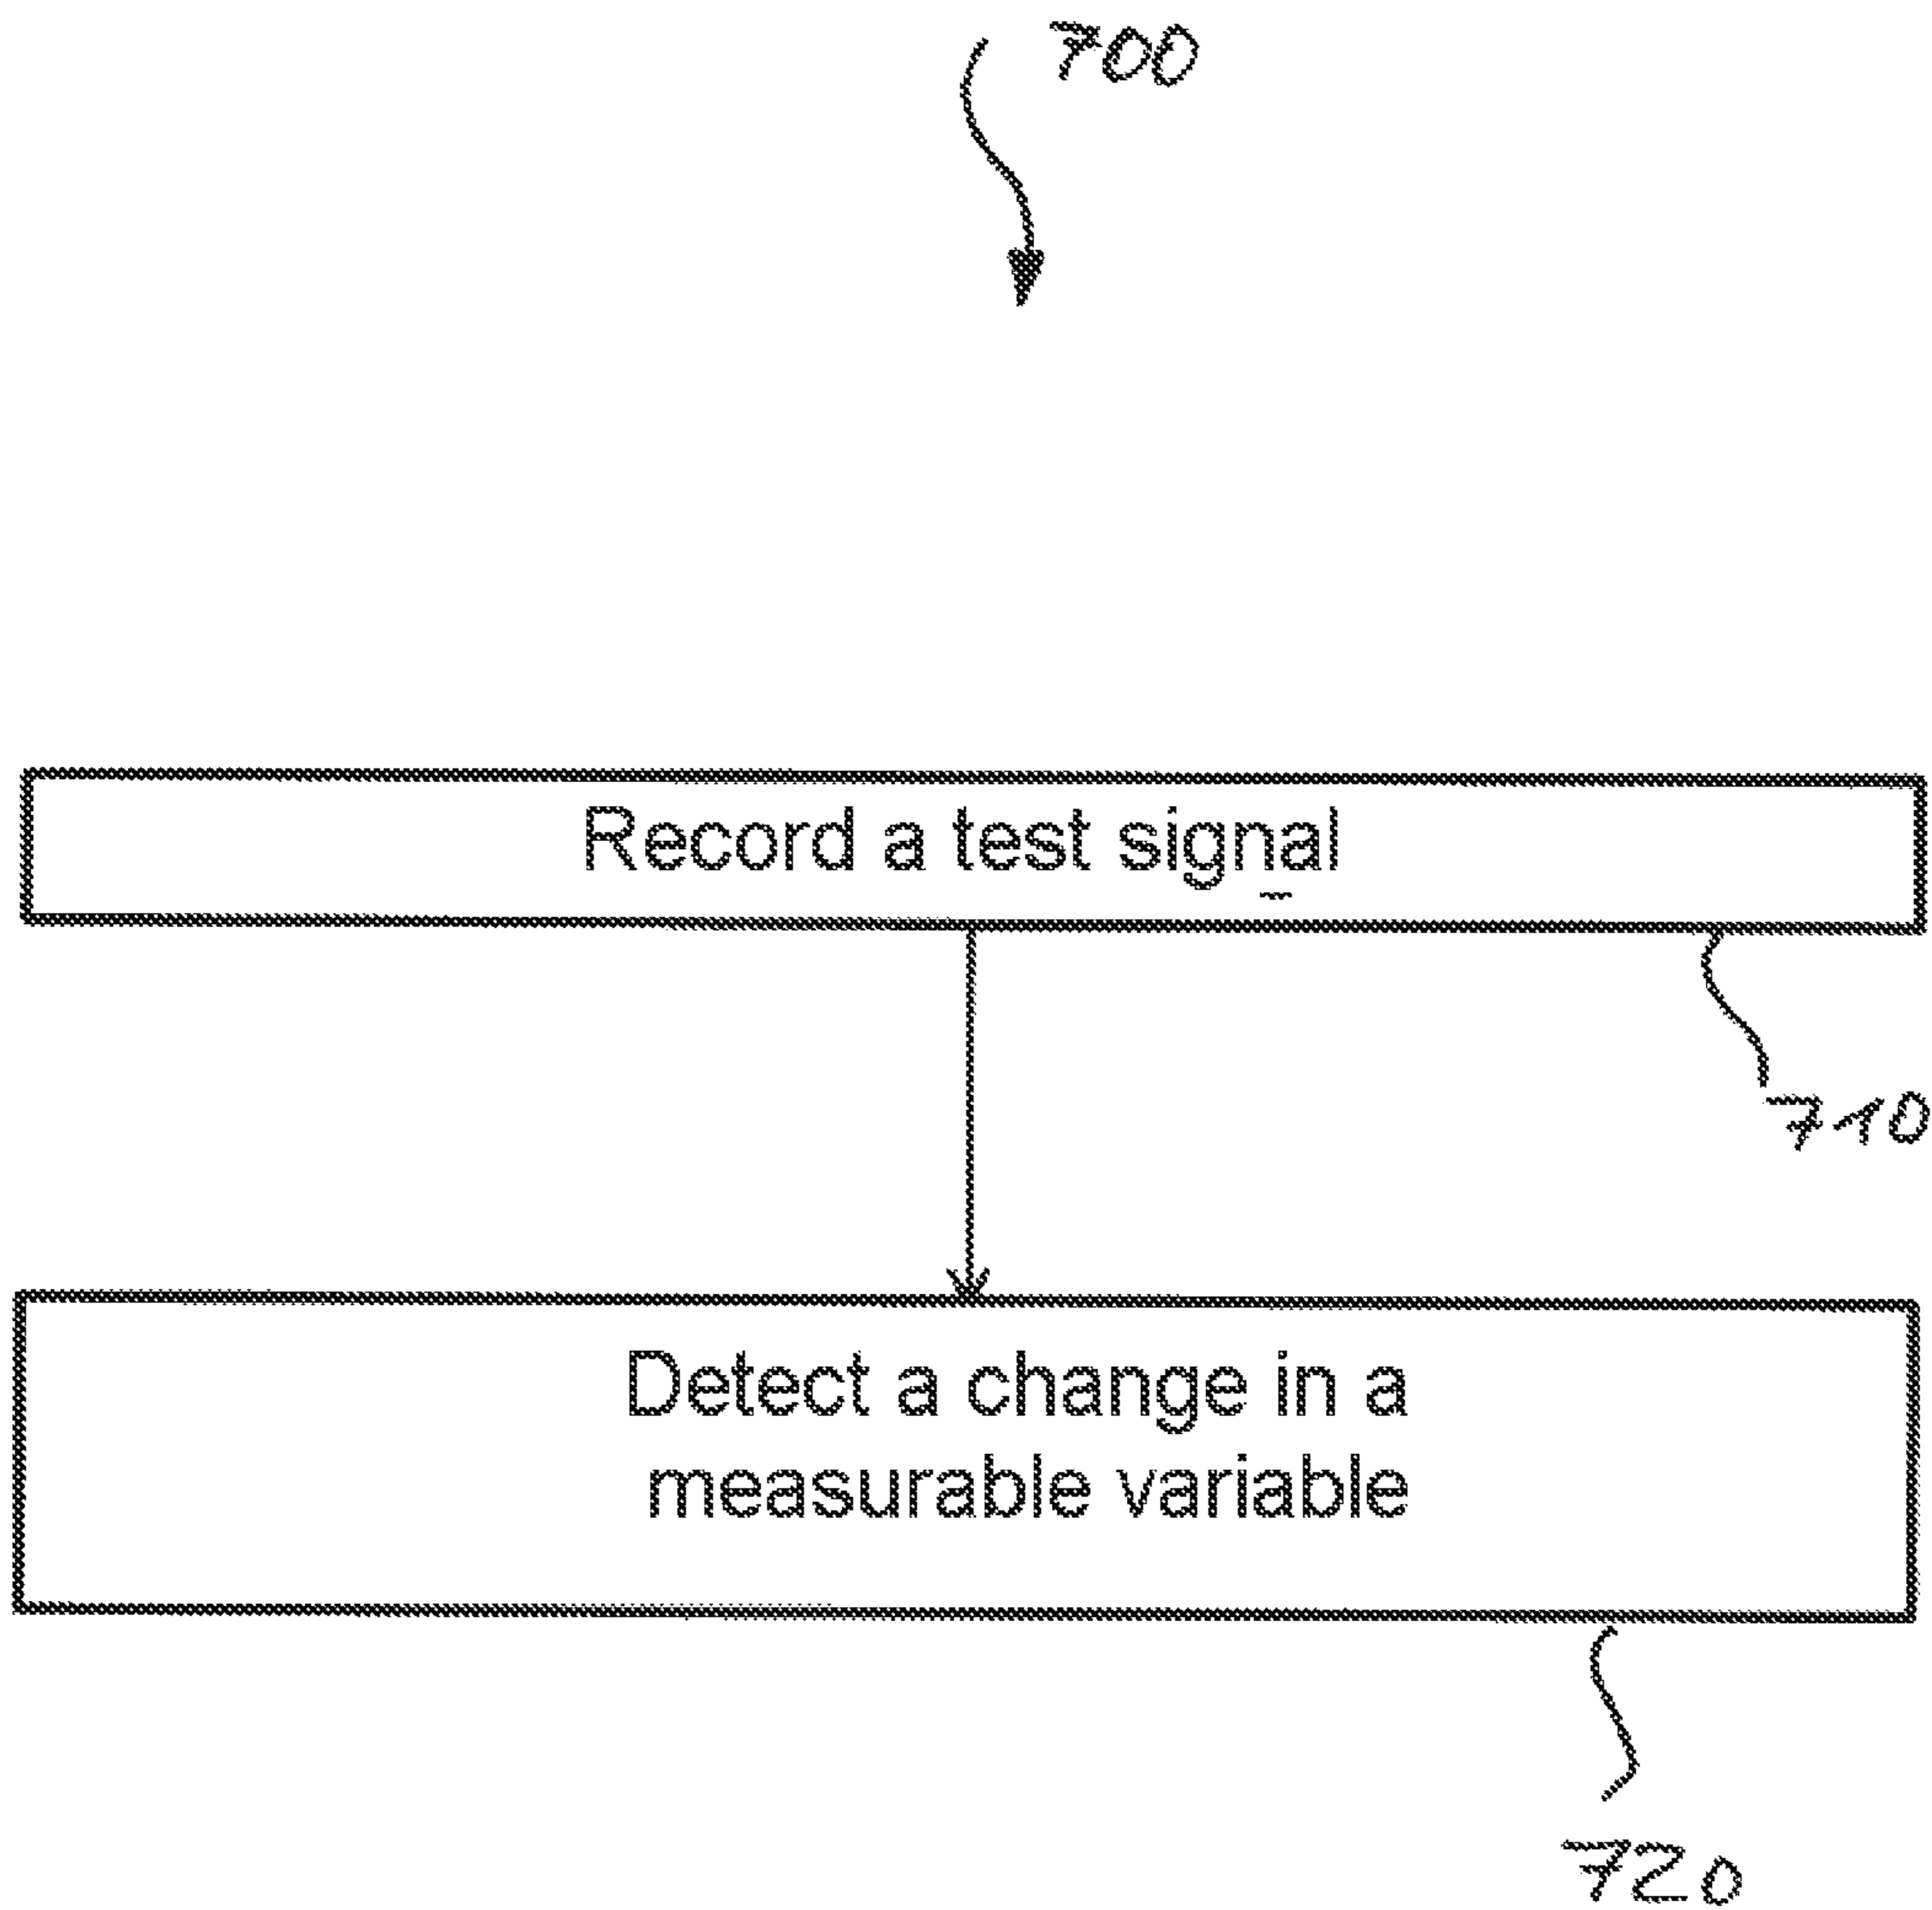 700
Record a test signal
710
Detect a change in a
measurable variable
720